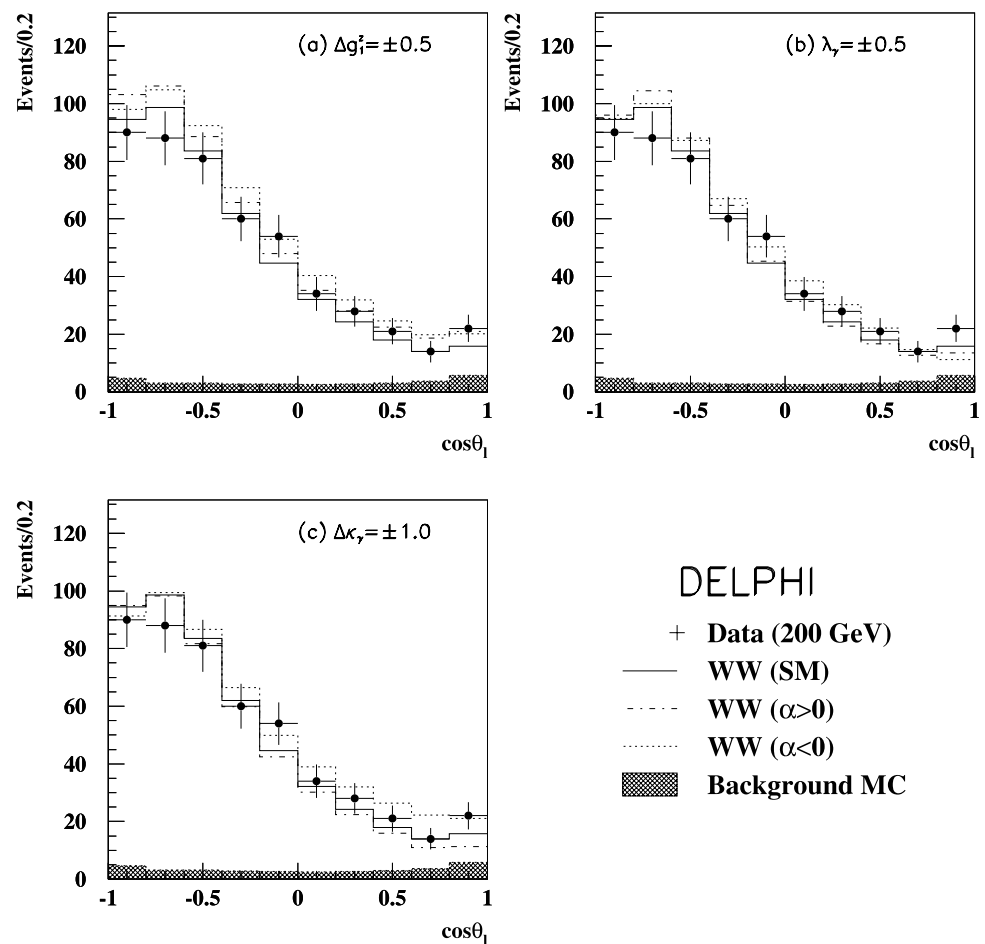 Events/0.2
120
100
80
60
40
20
0
(a) Δg₁ᶻ=±0.5
-1
-0.5
0
0.5
1
cosθₗ
Events/0.2
120
100
80
60
40
20
0
(b) λᵧ=±0.5
-1
-0.5
0
0.5
1
cosθₗ
Events/0.2
120
100
80
60
40
20
0
(c) Δκᵧ=±1.0
-1
-0.5
0
0.5
1
cosθₗ
DELPHI
Data (200 GeV)
WW (SM)
WW (α>0)
WW (α<0)
Background MC